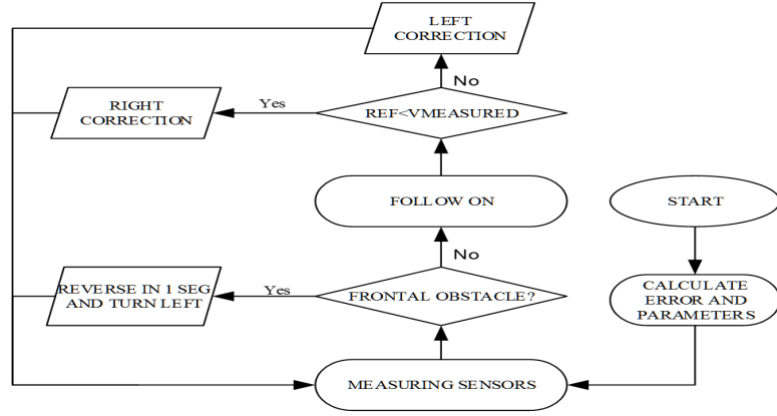 LEFT
CORRECTION
No
RIGHT
CORRECTION
Yes
REF<VMEASURED
FOLLOW ON
START
No
REVERSE IN 1 SEG
AND TURN LEFT
Yes
FRONTAL OBSTACLE?
CALCULATE
ERROR AND
PARAMETERS
MEASURING SENSORS